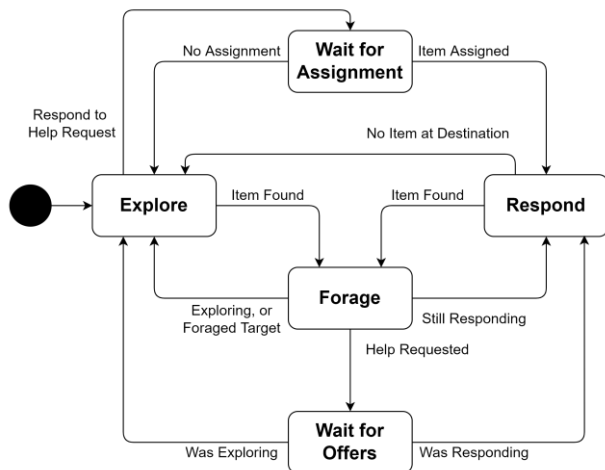 No Assignment
Wait for
Assignment
Item Assigned
Respond to
Help Request
No Item at Destination
Explore
Item Found
Item Found
Respond
Exploring, or
Foraged Target
Forage
Still Responding
Help Requested
Was Exploring
Wait for
Offers
Was Responding